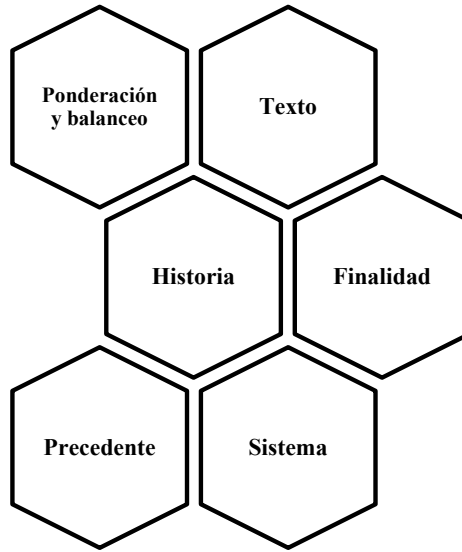 Ponderación
y balanceo
Texto
Historia
Finalidad
Precedente
Sistema